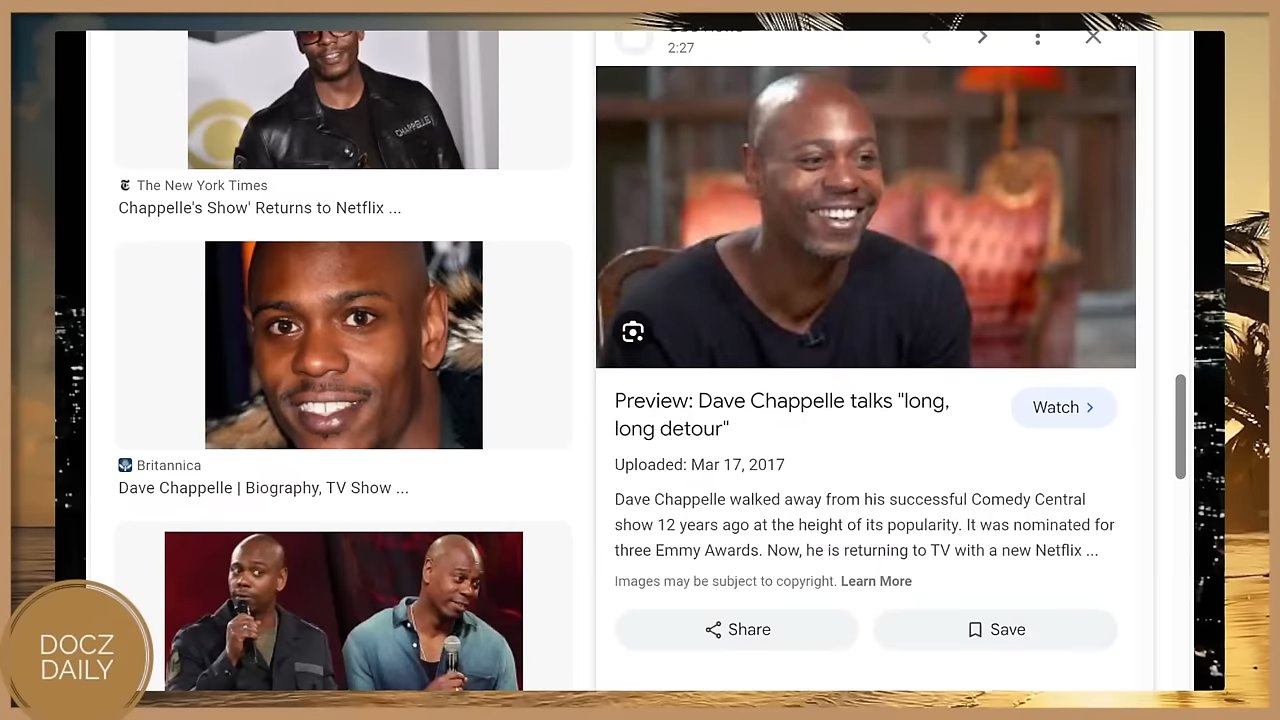 CHAPPELLE
The New York Times
Chappelle's Show' Returns to Netflix ...
Britannica
Dave Chappelle | Biography, TV Show ...
2:27
Preview: Dave Chappelle talks "long,
long detour"
Watch
Uploaded: Mar 17, 2017
Dave Chappelle walked away from his successful Comedy Central
show 12 years ago at the height of its popularity. It was nominated for
three Emmy Awards. Now, he is returning to TV with a new Netflix ...
Images may be subject to copyright. Learn More
Share
Save
DOCZ
DAILY